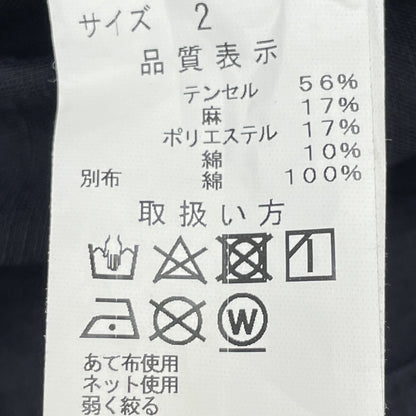 サイズ 2
品質表示
テンセル 56%
麻 17%
ポリエステル 17%
綿 10%
別布 綿 100%
取扱い方
W
あて布使用
ネット使用
弱く絞る